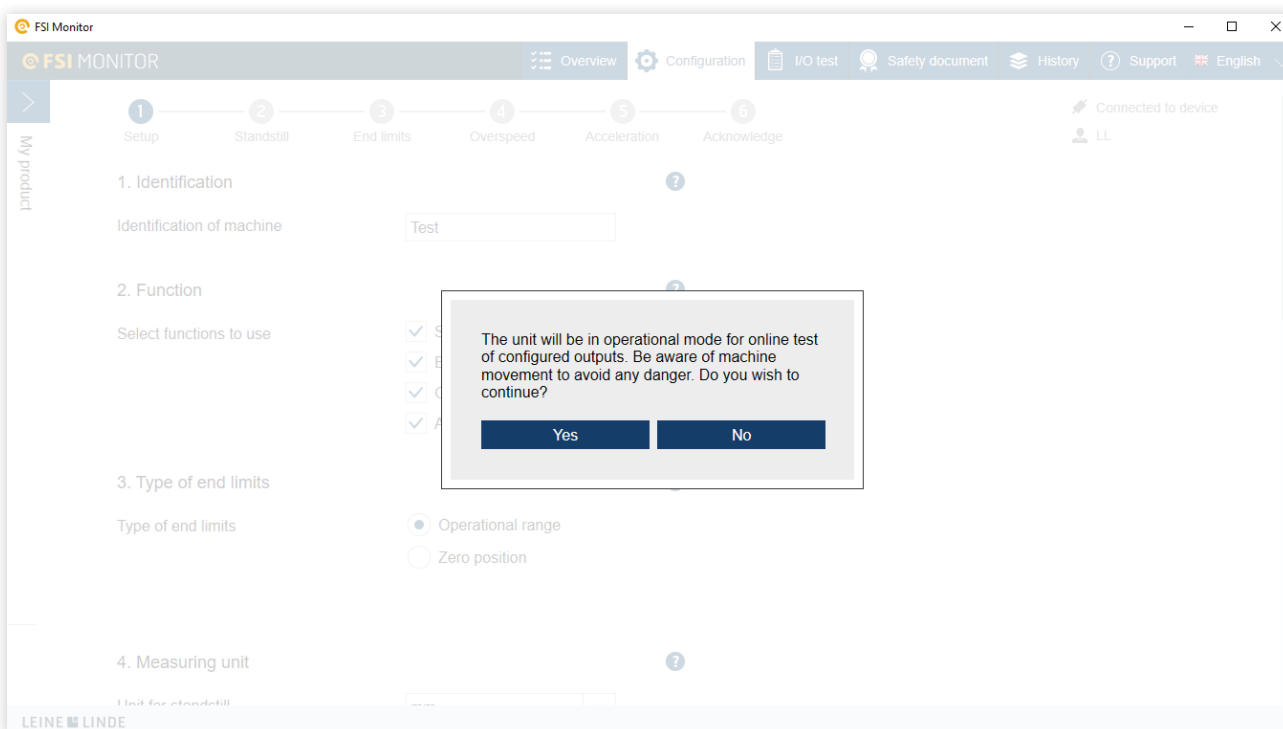 FSI Monitor
FSI MONITOR
Overview
Configuration
I/O test
Safety document
History
? Support
English
1
2
3
4
5
6
Setup
Standstill
End limits
Overspeed
Acceleration
Acknowledge
Connected to device
LL
My product
1. Identification
?
Identification of machine
Test
2. Function
Select functions to use
S
E
C
A
The unit will be in operational mode for online test
of configured outputs. Be aware of machine
movement to avoid any danger. Do you wish to
continue?
Yes
No
3. Type of end limits
Type of end limits
Operational range
Zero position
4. Measuring unit
?
Unit for standstill
mm
LEINE LINDE